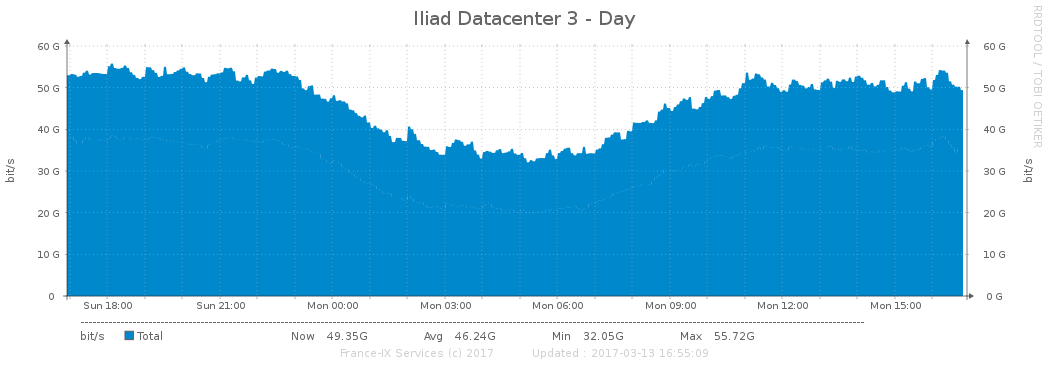 Iliad Datacenter 3 - Day
RRDTOOL / TOBI OETIKER
60 G 60 G
50 G 50 G
40 G 40 G
30 G 30 G
20 G 20 G
10 G 10 G
0 0 G
bit/s bit/s
Sun 18:00 Sun 21:00 Mon 00:00 Mon 03:00 Mon 06:00 Mon 09:00 Mon 12:00 Mon 15:00
bit/s Total Now 49.35G Avg 46.24G Min 32.05G Max 55.72G
France-IX Services (c) 2017 Updated : 2017-03-13 16:55:09